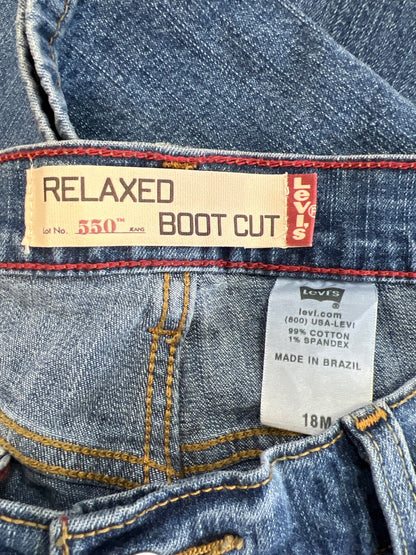 RELAXED
Lot No. 550™ JEANS BOOT CUT
Levi's®
Levi's
®
levi.com
(800) USA-LEVI
99% COTTON
1% SPANDEX
MADE IN BRAZIL
18M